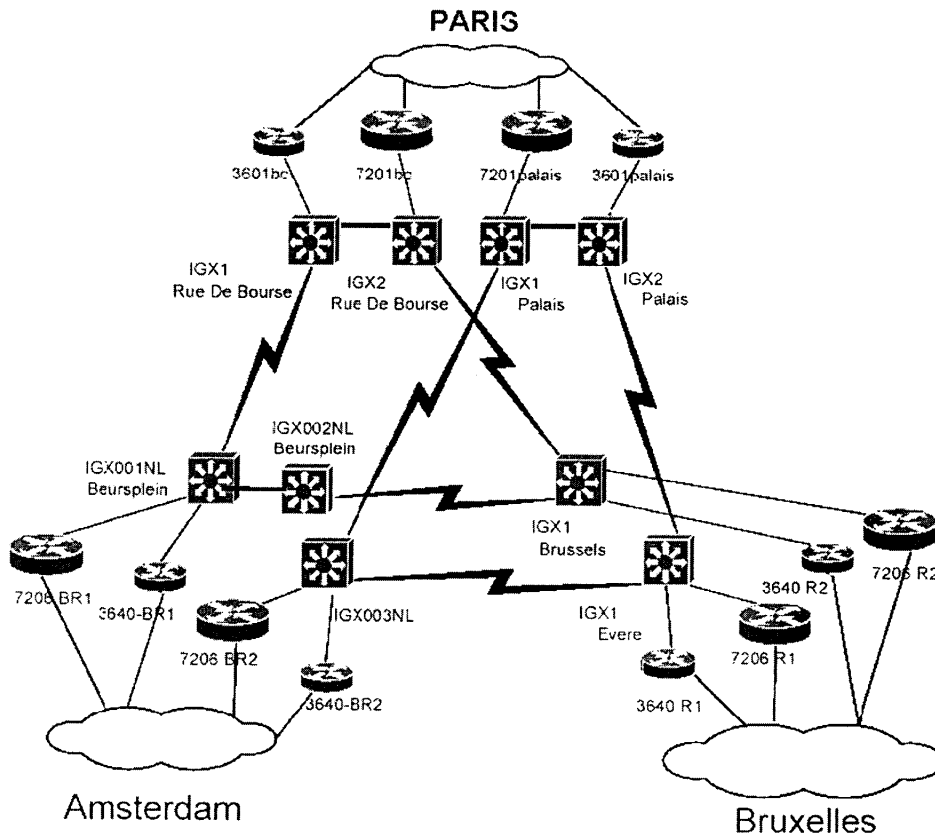 PARIS
3601bc
7201bc
7201palais
3601palais
IGX1
Rue De Bourse
IGX2
Rue De Bourse
IGX1
Palais
IGX2
Palais
IGX002NL
Beursplein
IGX001NL
Beursplein
IGX1
Brussels
7206-BR1
3640-BR1
3640 R2
7206 R2
IGX003NL
IGX1
Evere
7206 BR2
7206 R1
3640-BR2
3640 R1
Amsterdam
Bruxelles